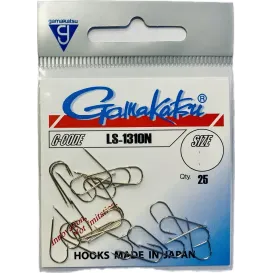 gamakatsu
Gamakatsu ®
G-CODE LS-1310N SIZE
Qty. 25
HOOKS MADE IN JAPAN